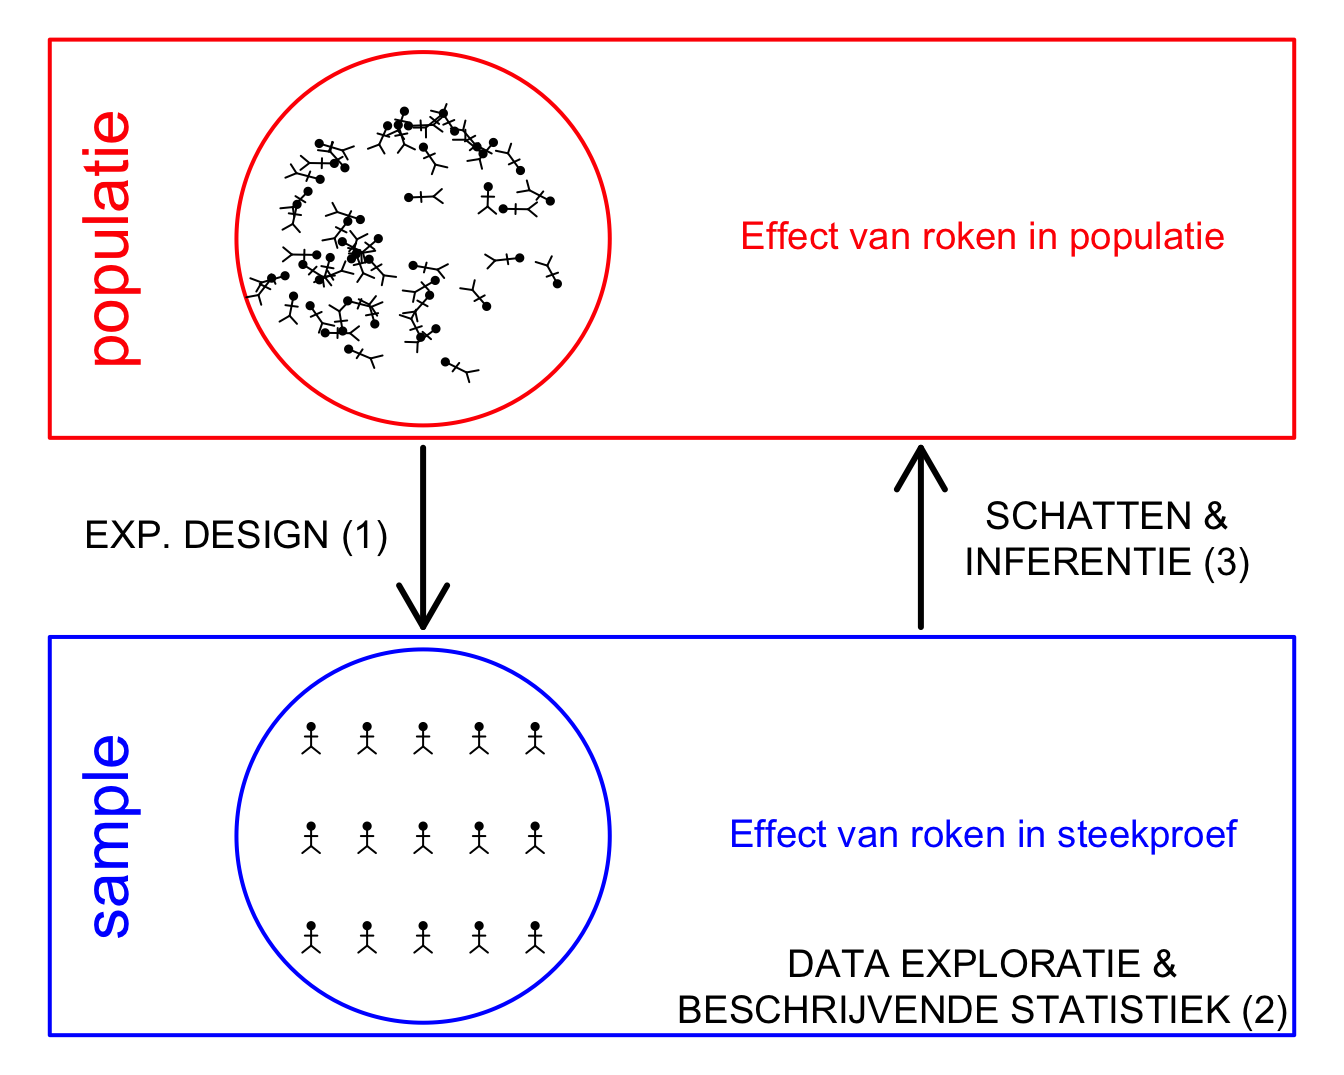 populatie
Effect van roken in populatie
EXP. DESIGN (1)
SCHATTEN &
INFERENTIE (3)
sample
Effect van roken in steekproef
DATA EXPLORATIE &
BESCHRIJVENDE STATISTIEK (2)